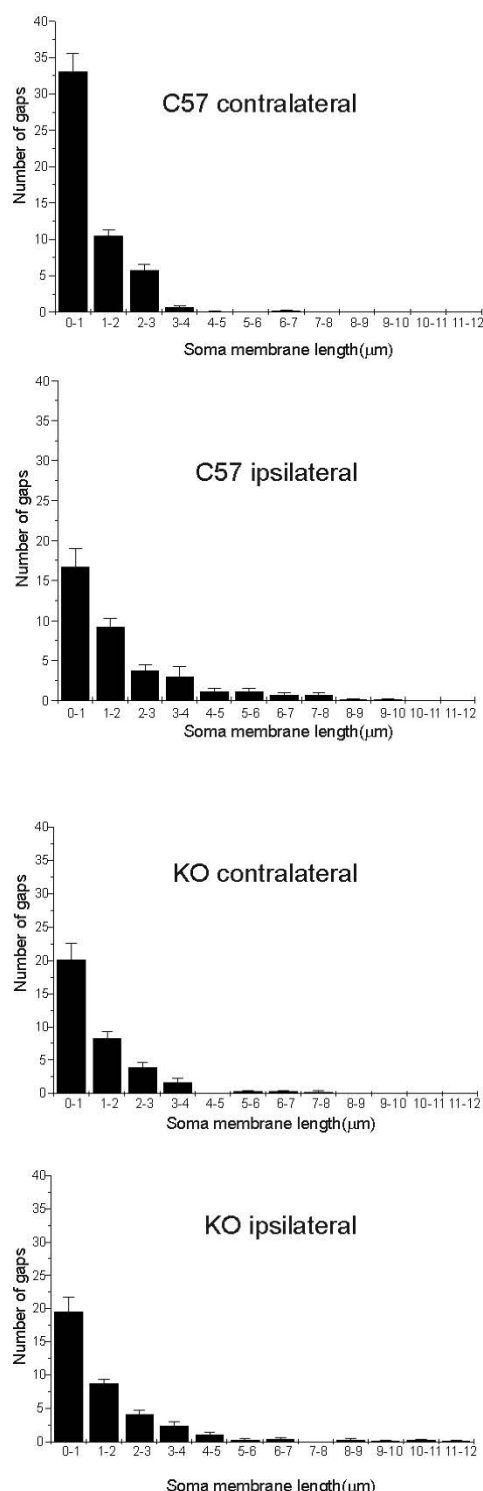 40
35
30
25
20
15
10
5
0
Number of gaps
C57 contralateral
0-1 1-2 2-3 3-4 4-5 5-6 6-7 7-8 8-9 9-10 10-11 11-12
Soma membrane length(μm)
40
35
30
25
20
15
10
5
0
Number of gaps
C57 ipsilateral
0-1 1-2 2-3 3-4 4-5 5-6 6-7 7-8 8-9 9-10 10-11 11-12
Soma membrane length(μm)
40
35
30
25
20
15
10
5
0
Number of gaps
KO contralateral
0-1 1-2 2-3 3-4 4-5 5-6 6-7 7-8 8-9 9-10 10-11 11-12
Soma membrane length(μm)
40
35
30
25
20
15
10
5
0
Number of gaps
KO ipsilateral
0-1 1-2 2-3 3-4 4-5 5-6 6-7 7-8 8-9 9-10 10-11 11-12
Soma membrane length(μm)